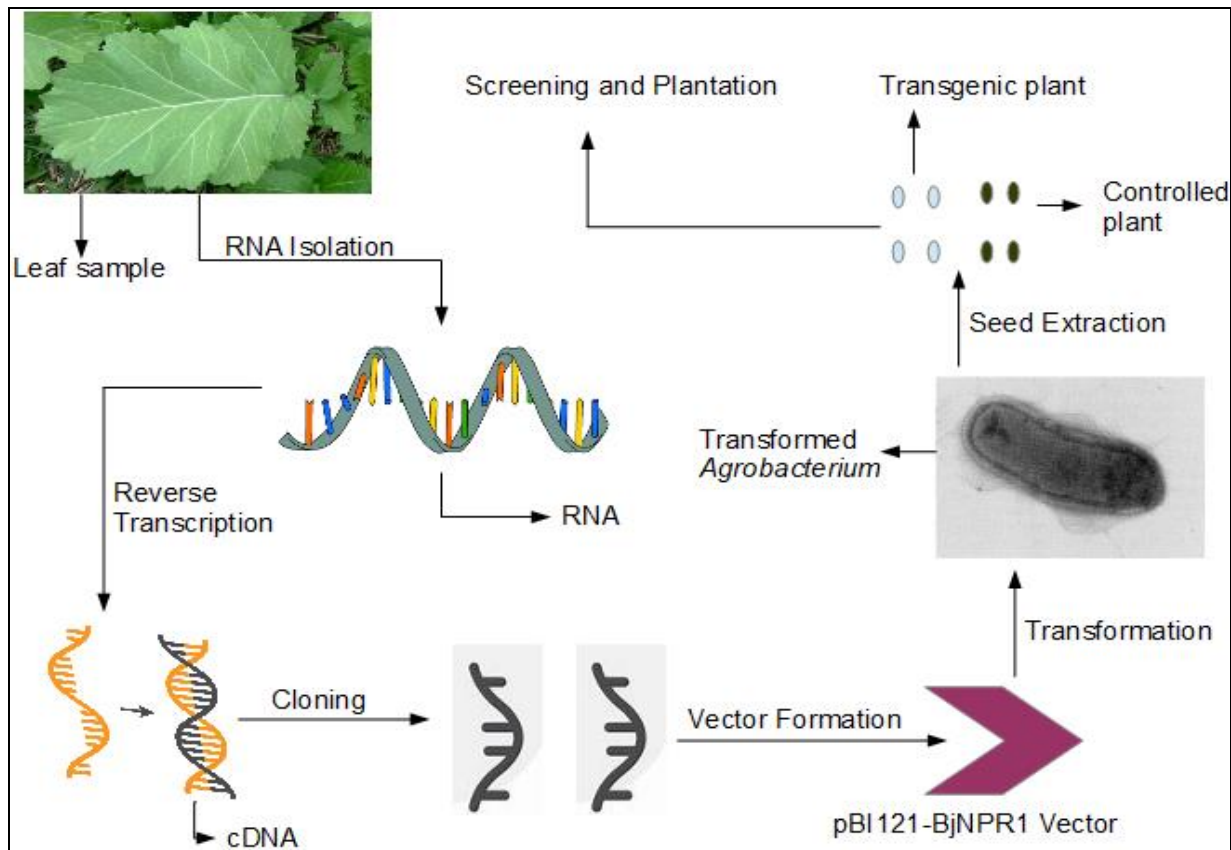 Screening and Plantation
Transgenic plant
Controlled
plant
Leaf sample
RNA Isolation
Seed Extraction
Transformed
Agrobacterium
Reverse
Transcription
RNA
Transformation
Cloning
Vector Formation
cDNA
pBI121-BjNPR1 Vector